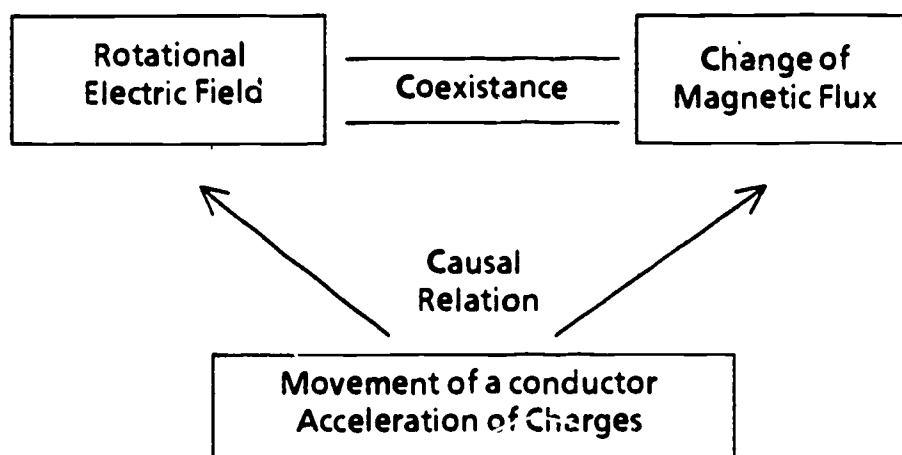 Rotational
Electric Field
Coexistance
Change of
Magnetic Flux
Causal
Relation
Movement of a conductor
Acceleration of Charges